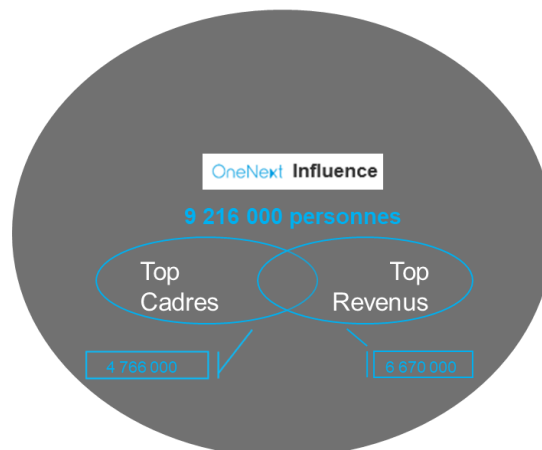 OneNext Influence
9 216 000 personnes
Top
Cadres
Top
Revenus
4 766 000
6 670 000